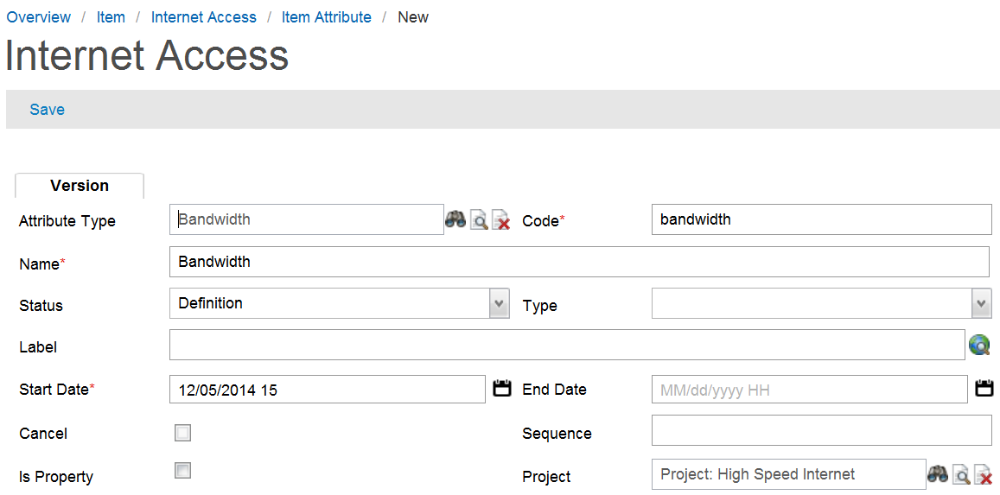 Overview / Item / Internet Access / Item Attribute / New
Internet Access
Save
Version
Attribute Type Bandwidth Code* bandwidth
Name* Bandwidth
Status Definition Type
Label
Start Date* 12/05/2014 15 End Date MM/dd/yyyy HH
Cancel Sequence
Is Property Project Project: High Speed Internet